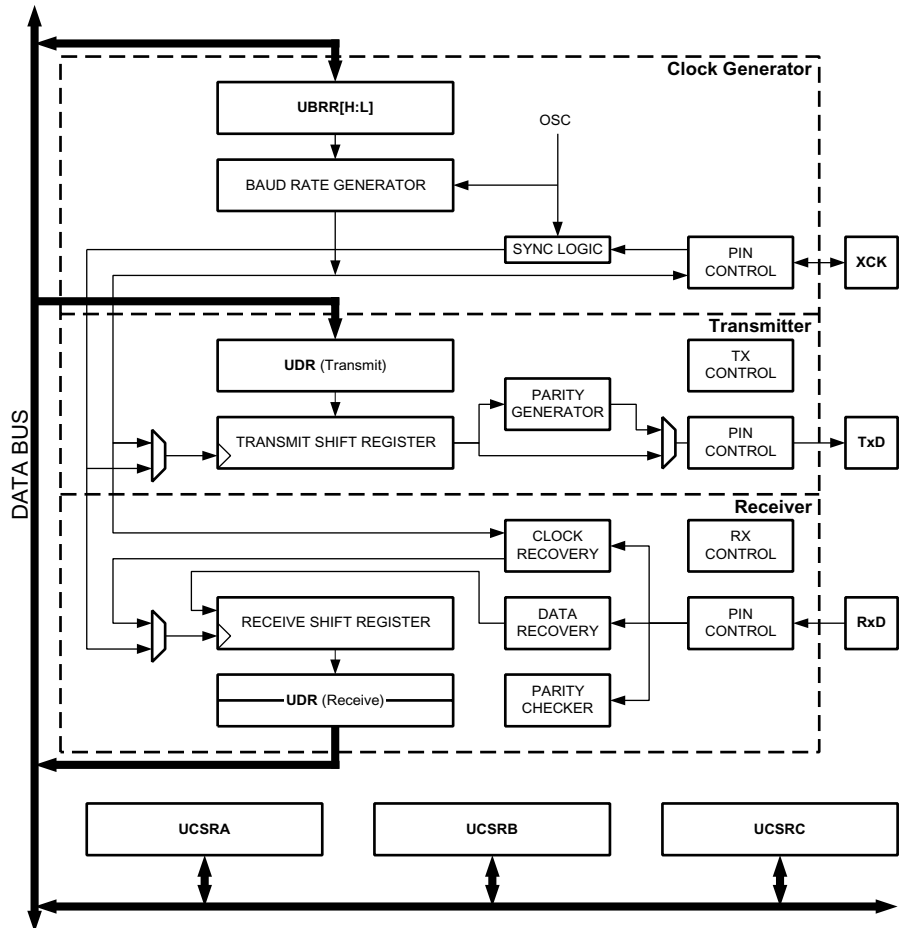 Clock Generator
UBRR[H:L]
OSC
BAUD RATE GENERATOR
SYNC LOGIC
PIN
CONTROL
XCK
Transmitter
UDR (Transmit)
TX
CONTROL
PARITY
GENERATOR
TRANSMIT SHIFT REGISTER
PIN
CONTROL
TxD
DATA BUS
Receiver
CLOCK
RECOVERY
RX
CONTROL
RECEIVE SHIFT REGISTER
DATA
RECOVERY
PIN
CONTROL
RxD
UDR (Receive)
PARITY
CHECKER
UCSRA
UCSRB
UCSRC